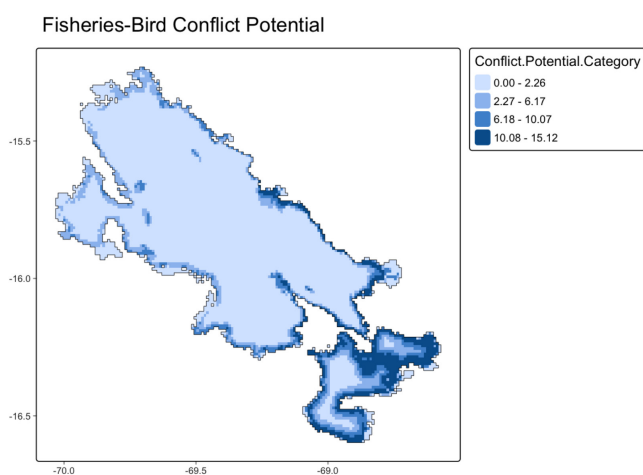 Fisheries-Bird Conflict Potential
Conflict.Potential.Category
0.00 - 2.26
2.27 - 6.17
6.18 - 10.07
10.08 - 15.12
-15.5
-16.0
-16.5
-70.0
-69.5
-69.0